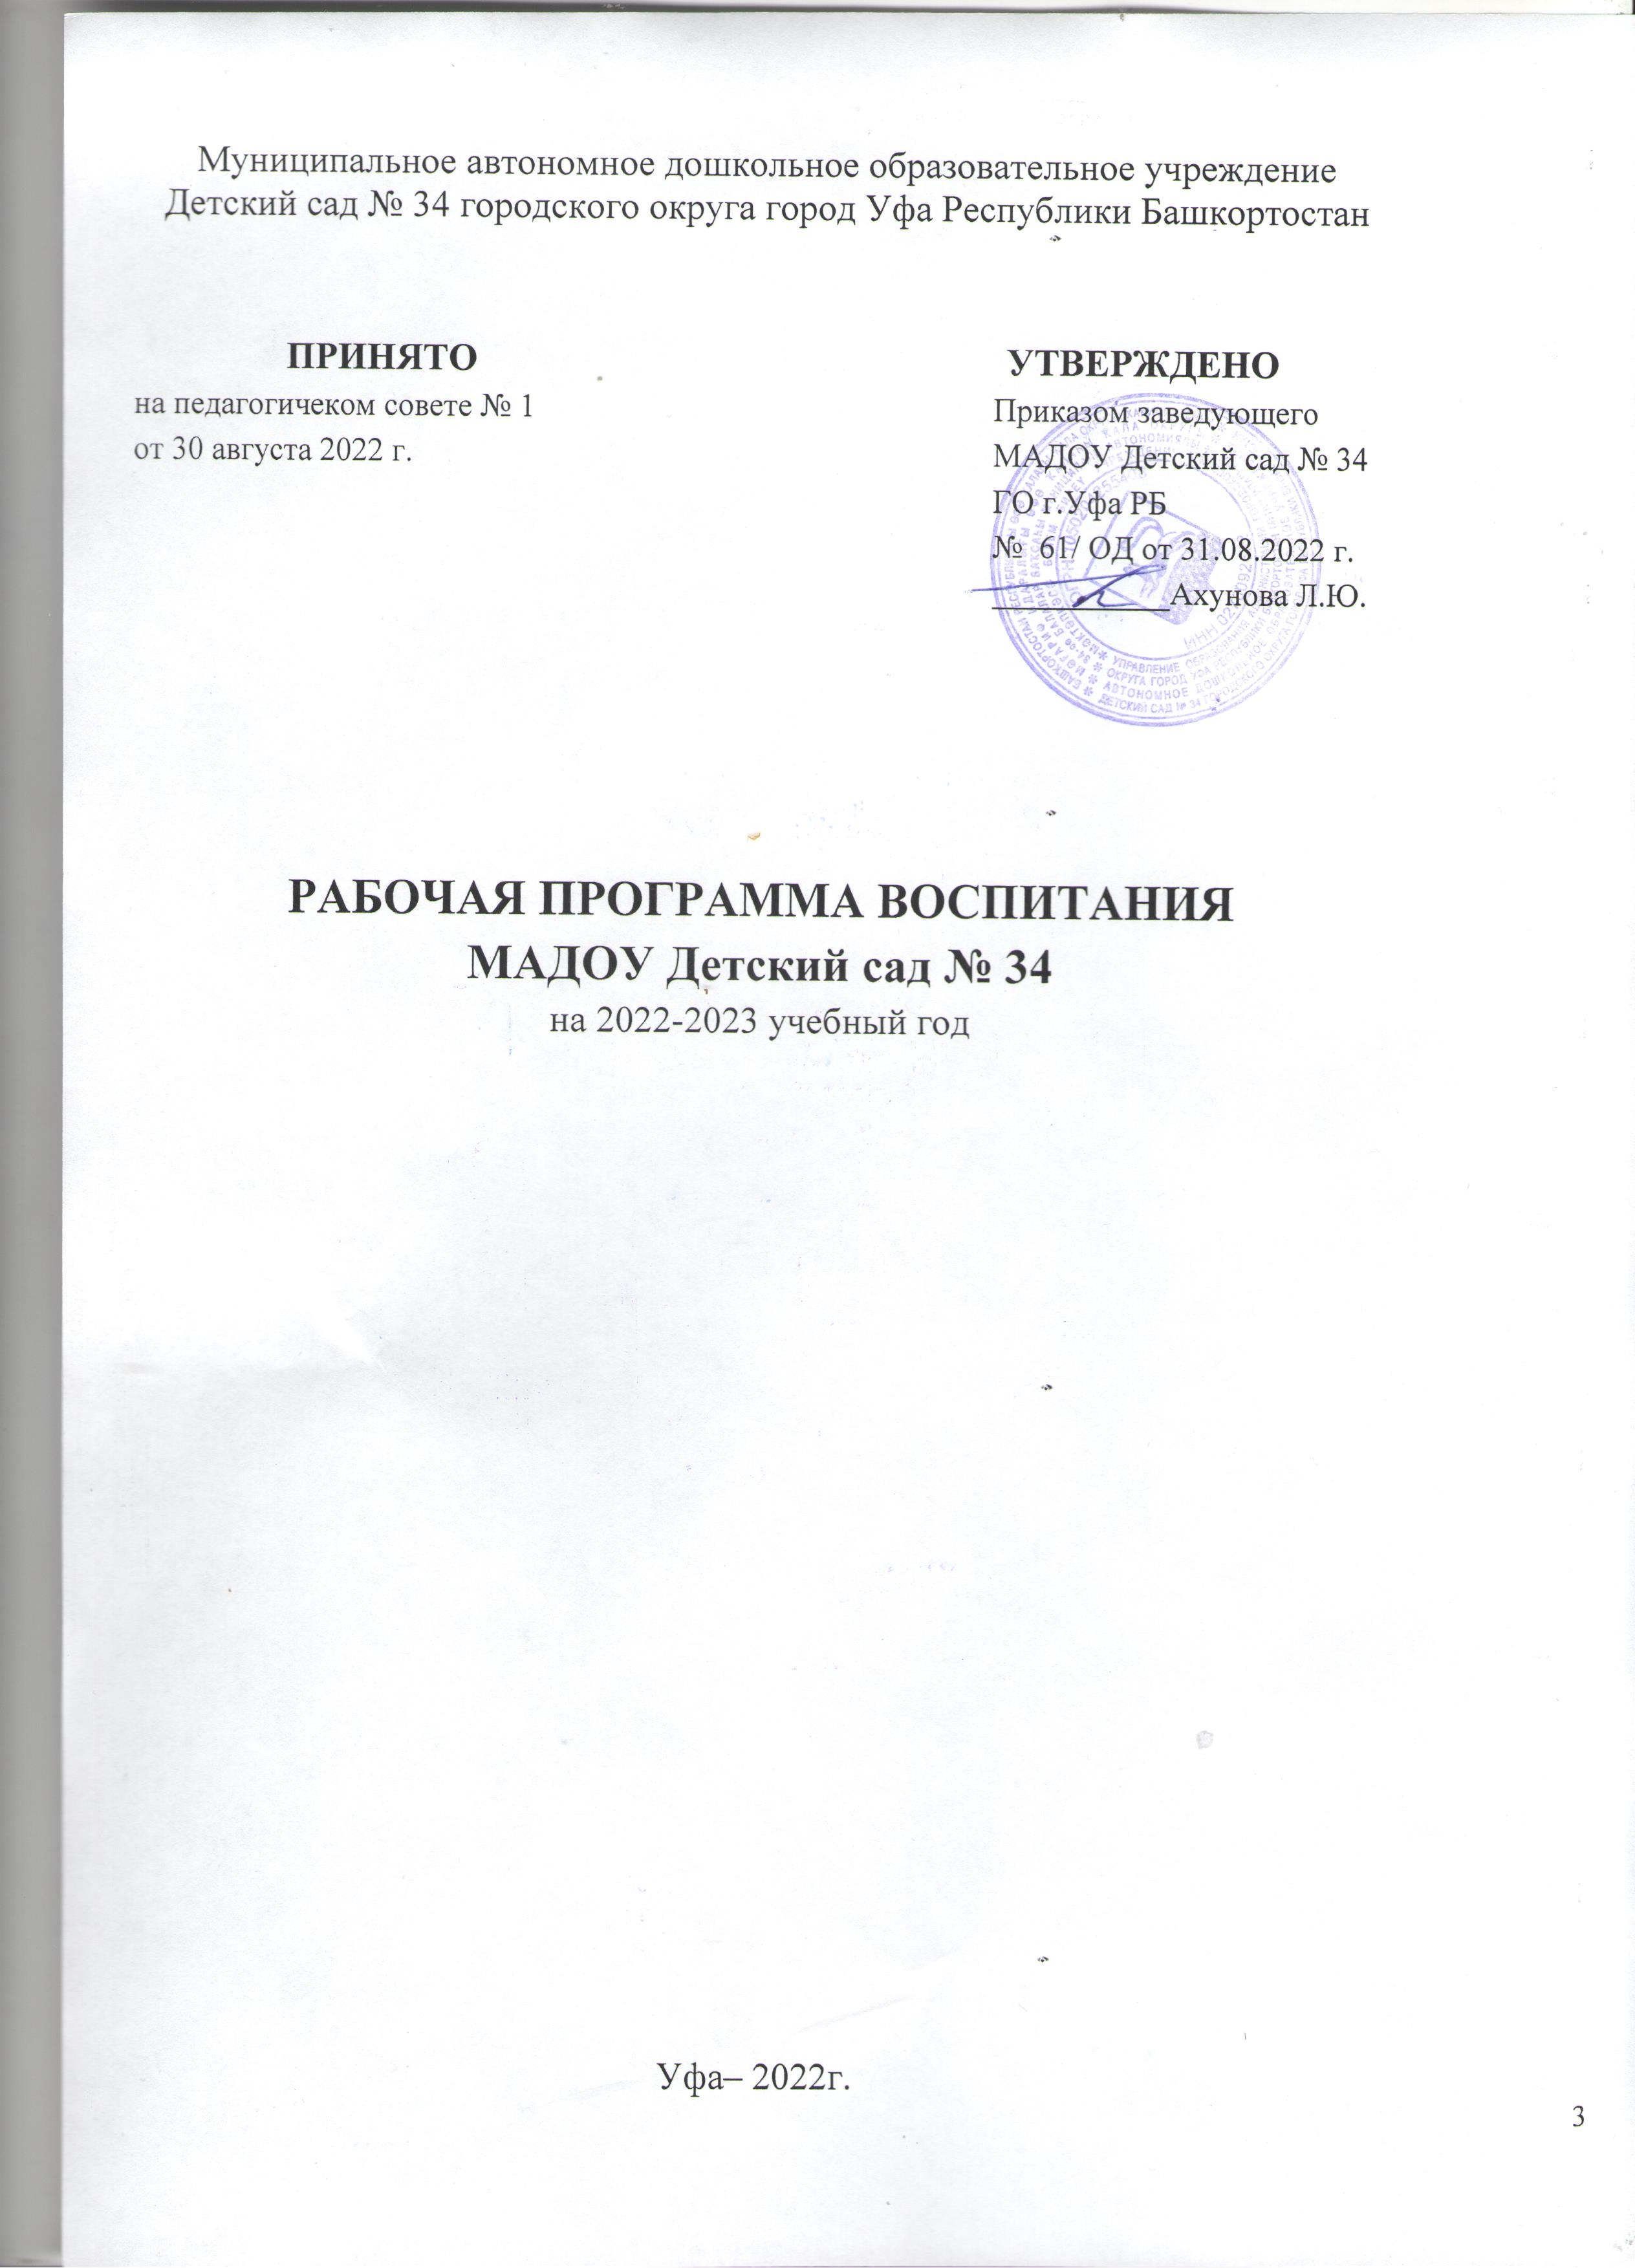 Муниципальное автономное дошкольное образовательное учреждение
Детский сад № 34 городского округа город Уфа Республики Башкортостан
ПРИНЯТО
на педагогичеком совете № 1
от 30 августа 2022 г.
УТВЕРЖДЕНО
Приказом заведующего
МАДОУ Детский сад № 34
ГО г.Уфа РБ
№ 61/ ОД от 31.08.2022 г.
____________Ахунова Л.Ю.
РАБОЧАЯ ПРОГРАММА ВОСПИТАНИЯ
МАДОУ Детский сад № 34
на 2022-2023 учебный год
Уфа– 2022г.
3